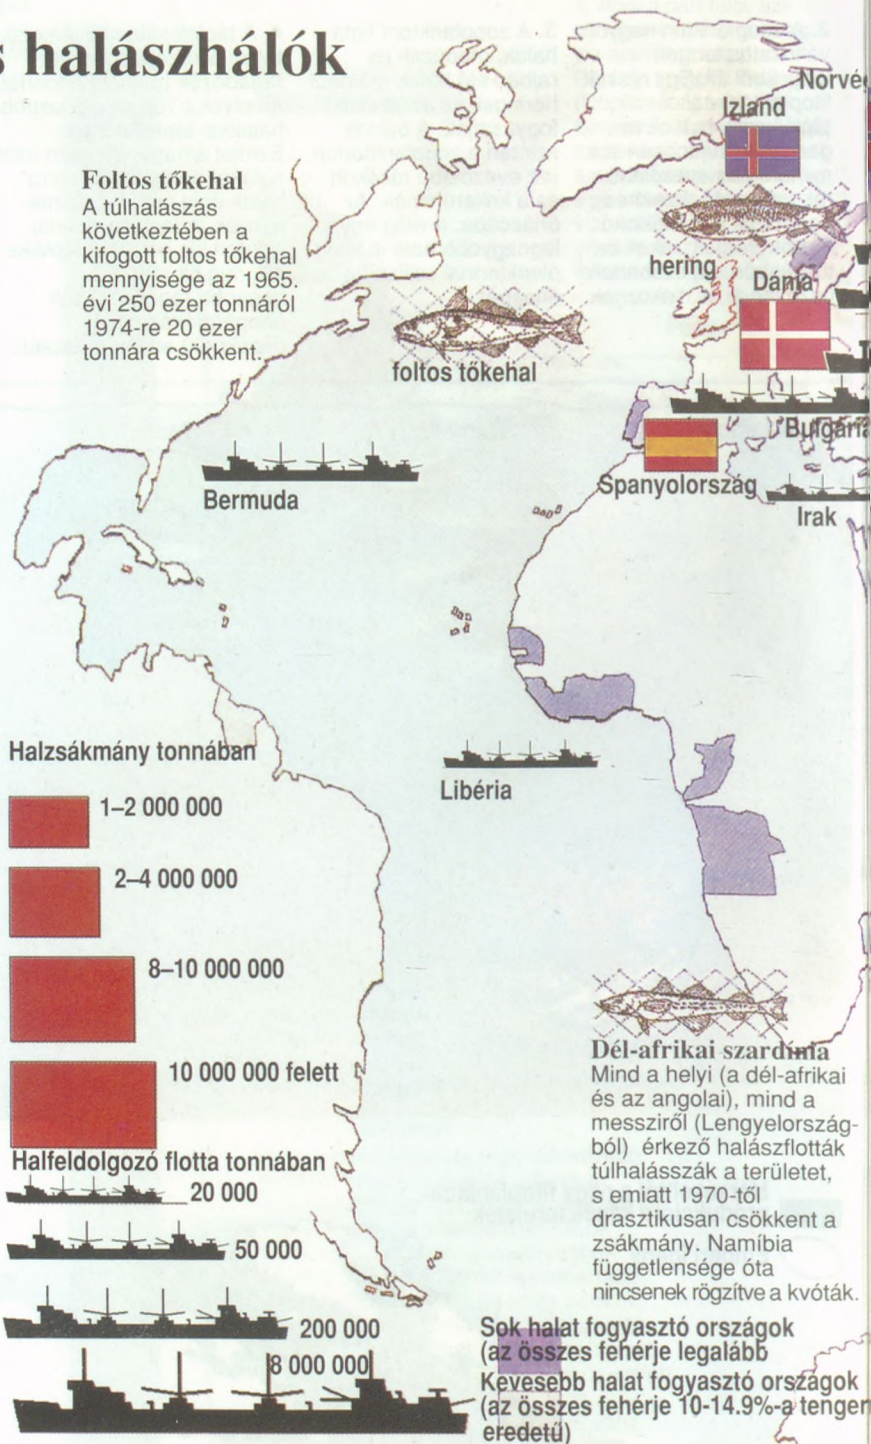 s halászhálók
Norvé
Izland
Foltos tőkehal
A túlhalászás
következtében a
kifogott foltos tőkehal
mennyisége az 1965.
évi 250 ezer tonnáról
1974-re 20 ezer
tonnára csökkent.
hering
Dánia
foltos tőkehal
Bulgária
Bermuda
Spanyolország
Irak
Halzsákmány tonnában
Libéria
1–2 000 000
2–4 000 000
8–10 000 000
10 000 000 felett
Dél-afrikai szardínia
Mind a helyi (a dél-afrikai
és az angolai), mind a
messziről (Lengyelország-
ból) érkező halászflották
túlhalásszák a területet,
s emiatt 1970-től
drasztikusan csökkent a
zsákmány. Namíbia
függetlensége óta
nincsenek rögzítve a kvóták.
Halfeldolgozó flotta tonnában
20 000
50 000
200 000
8 000 000
Sok halat fogyasztó országok
(az összes fehérje legalább
Kevesebb halat fogyasztó országok
(az összes fehérje 10-14.9%-a tenger
eredetű)